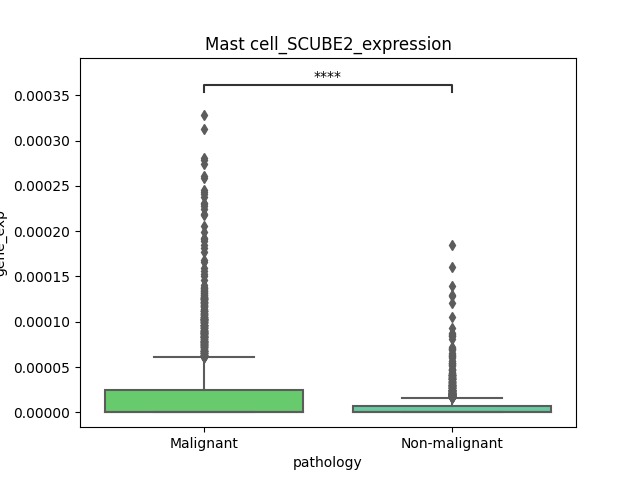 Mast cell_SCUBE2_expression
****
0.00035
0.00030
0.00025
0.00020
0.00015
0.00010
0.00005
0.00000
gene_exp
Malignant
Non-malignant
pathology